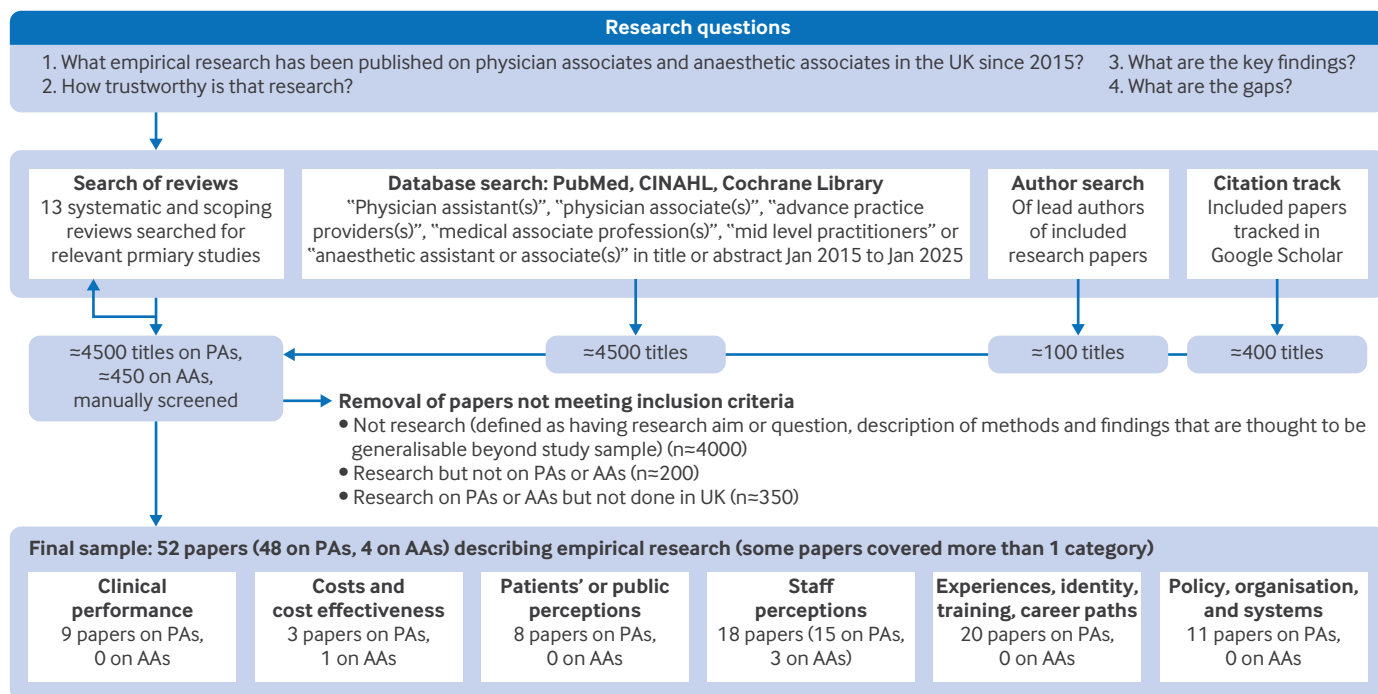 Research questions
1. What empirical research has been published on physician associates and anaesthetic associates in the UK since 2015?
2. How trustworthy is that research?
3. What are the key findings?
4. What are the gaps?
Search of reviews
13 systematic and scoping
reviews searched for
relevant prmiary studies
Database search: PubMed, CINAHL, Cochrane Library
"Physician assistant(s)", "physician associate(s)", "advance practice
providers(s)", "medical associate profession(s)", "mid level practitioners" or
"anaesthetic assistant or associate(s)" in title or abstract Jan 2015 to Jan 2025
Author search
Of lead authors
of included
research papers
Citation track
Included papers
tracked in
Google Scholar
≈4500 titles on PAs,
≈450 on AAs,
manually screened
≈4500 titles
≈100 titles
≈400 titles
Removal of papers not meeting inclusion criteria
• Not research (defined as having research aim or question, description of methods and findings that are thought to be
generalisable beyond study sample) (n≈4000)
• Research but not on PAs or AAs (n≈200)
• Research on PAs or AAs but not done in UK (n≈350)
Final sample: 52 papers (48 on PAs, 4 on AAs) describing empirical research (some papers covered more than 1 category)
Clinical
performance
9 papers on PAs,
0 on AAs
Costs and
cost effectiveness
3 papers on PAs,
1 on AAs
Patients' or public
perceptions
8 papers on PAs,
0 on AAs
Staff
perceptions
18 papers (15 on PAs,
3 on AAs)
Experiences, identity,
training, career paths
20 papers on PAs,
0 on AAs
Policy, organisation,
and systems
11 papers on PAs,
0 on AAs